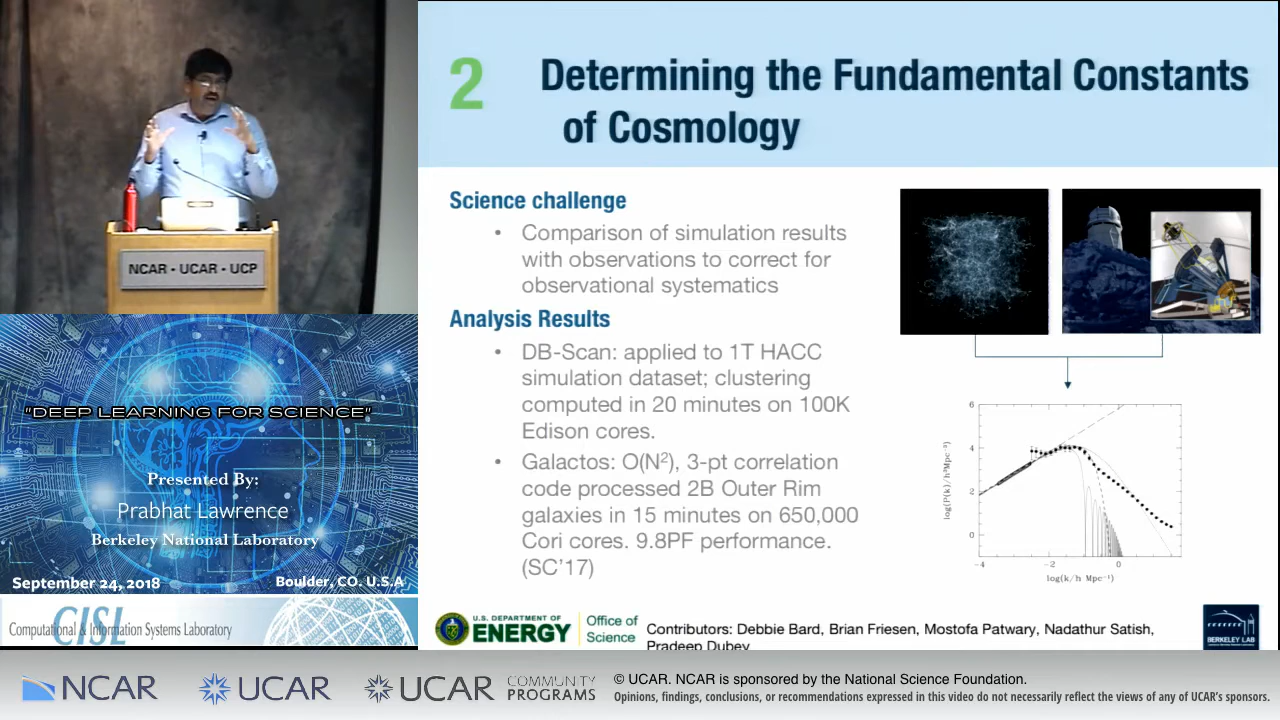 2
Determining the Fundamental Constants
of Cosmology
Science challenge
• Comparison of simulation results
with observations to correct for
observational systematics
Analysis Results
• DB-Scan: applied to 1T HACC
simulation dataset; clustering
computed in 20 minutes on 100K
Edison cores.
• Galactos: O(N²), 3-pt correlation
code processed 2B Outer Rim
galaxies in 15 minutes on 650,000
Cori cores. 9.8PF performance.
(SC'17)
6
4
2
0
-4
-2
0
log(k/h Mpc⁻¹)
U.S. DEPARTMENT OF
ENERGY
Office of
Science
Contributors: Debbie Bard, Brian Friesen, Mostofa Patwary, Nadathur Satish,
Pradeep Dubey
BERKELEY LAB
NCAR • UCAR • UCP
"DEEP LEARNING FOR SCIENCE"
Presented By:
Prabhat Lawrence
Berkeley National Laboratory
September 24, 2018
Boulder, CO. U.S.A
CISL
Computational & Information Systems Laboratory
NCAR
UCAR
UCAR
COMMUNITY
PROGRAMS
© UCAR. NCAR is sponsored by the National Science Foundation.
Opinions, findings, conclusions, or recommendations expressed in this video do not necessarily reflect the views of any of UCAR's sponsors.